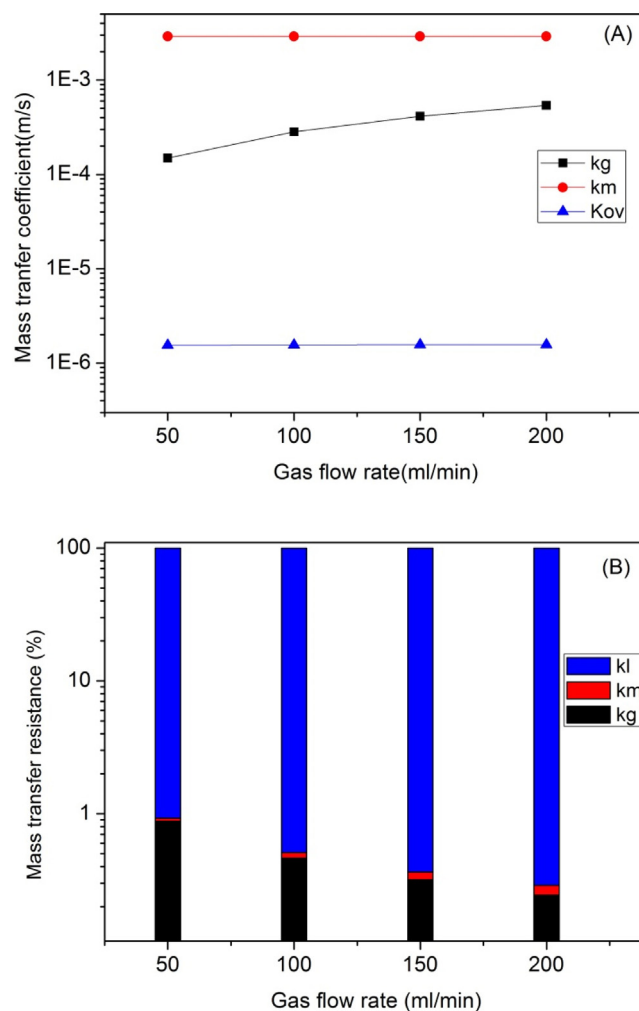 (A)
Mass tranfer coefficient(m/s)
1E-3
1E-4
1E-5
1E-6
kg
km
Kov
50 100 150 200
Gas flow rate(ml/min)
(B)
Mass transfer resistance (%)
100
10
1
kl
km
kg
50 100 150 200
Gas flow rate (ml/min)